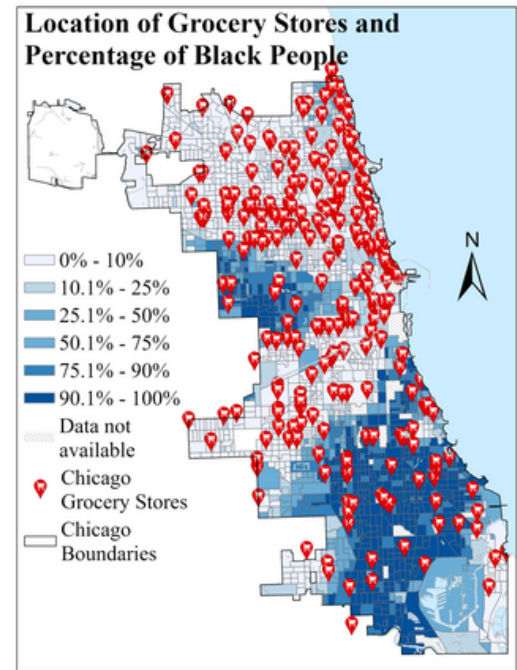 Location of Grocery Stores and
Percentage of Black People
N
0% - 10%
10.1% - 25%
25.1% - 50%
50.1% - 75%
75.1% - 90%
90.1% - 100%
Data not
available
Chicago
Grocery Stores
Chicago
Boundaries